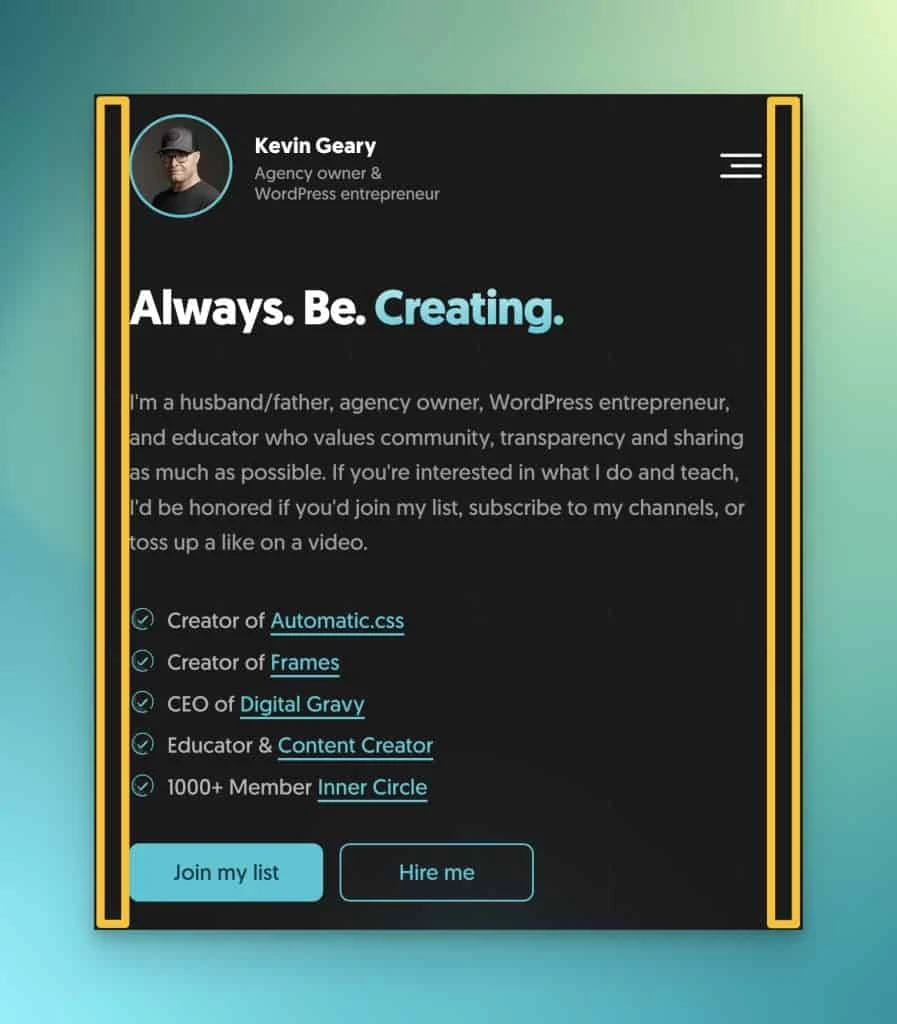 Kevin Geary
Agency owner &
WordPress entrepreneur
Always. Be. Creating.
I'm a husband/father, agency owner, WordPress entrepreneur,
and educator who values community, transparency and sharing
as much as possible. If you're interested in what I do and teach,
I'd be honored if you'd join my list, subscribe to my channels, or
toss up a like on a video.
Creator of Automatic.css
Creator of Frames
CEO of Digital Gravy
Educator & Content Creator
1000+ Member Inner Circle
Join my list Hire me